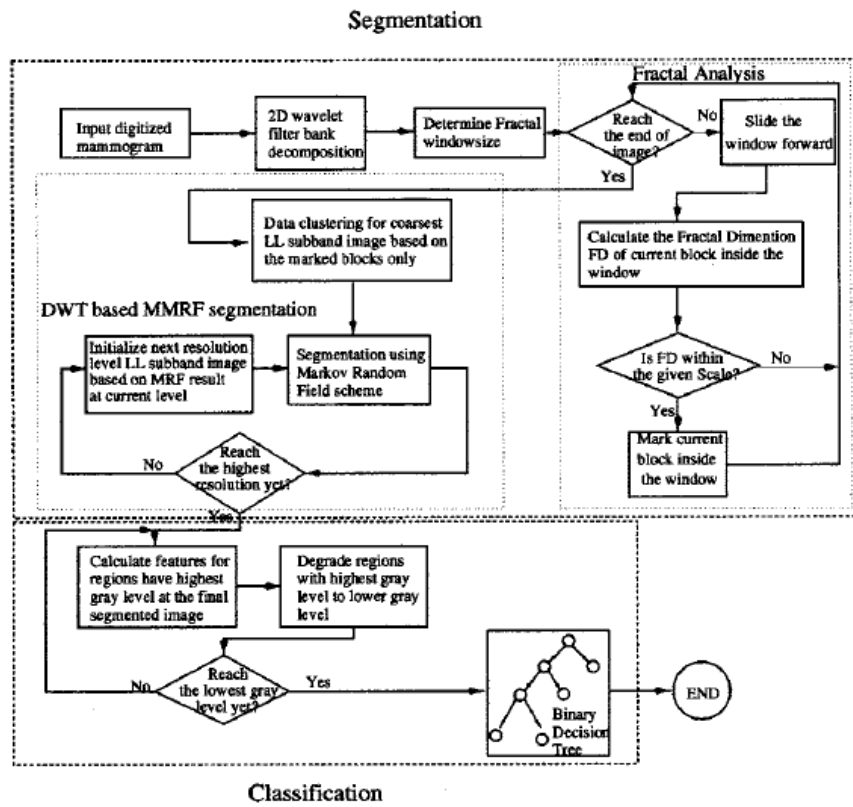 Segmentation
Fractal Analysis
Input digitized
mammogram
2D wavelet
filter bank
decomposition
Determine Fractal
windowsize
Reach
the end of
image?
No
Slide the
window forward
Yes
Calculate the Fractal Dimention
FD of current block inside the
window
Is FD within
the given Scale?
No
Yes
Mark current
block inside
the window
Data clustering for coarsest
LL subband image based on
the marked blocks only
DWT based MMRF segmentation
Initialize next resolution
level LL subband image
based on MRF result
at current level
Segmentation using
Markov Random
Field scheme
Reach
the highest
resolution yet?
No
Yes
Calculate features for
regions have highest
gray level at the final
segmented image
Degrade regions
with highest gray
level to lower gray
level
Reach
the lowest gray
level yet?
No
Yes
Binary
Decision
Tree
END
Classification